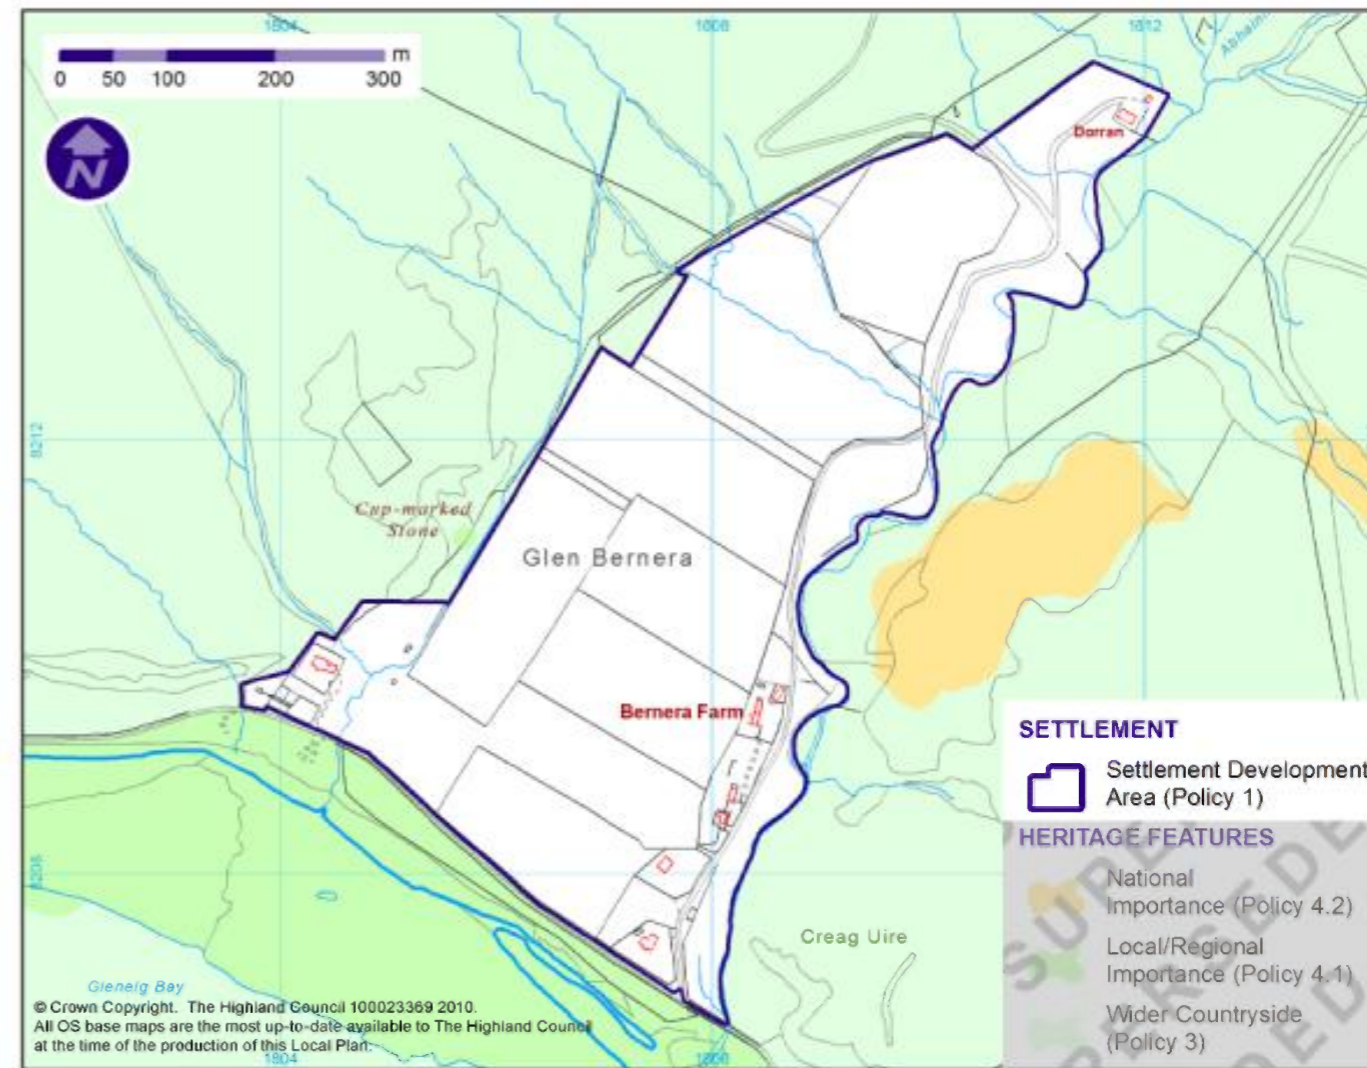 1804
1808
1812
m
0 50 100 200 300
N
Abhainn
Dorran
8212
Cup-marked
Stone
Glen Bernera
Bernera Farm
SETTLEMENT
Settlement Development
Area (Policy 1)
HERITAGE FEATURES
National
Importance (Policy 4.2)
Local/Regional
Importance (Policy 4.1)
Wider Countryside
(Policy 3)
SUPERSEDED
SUPERSEDED
8208
Creag Uire
Glenelg Bay
© Crown Copyright. The Highland Council 100023369 2010.
All OS base maps are the most up-to-date available to The Highland Council
at the time of the production of this Local Plan.
1804
1808